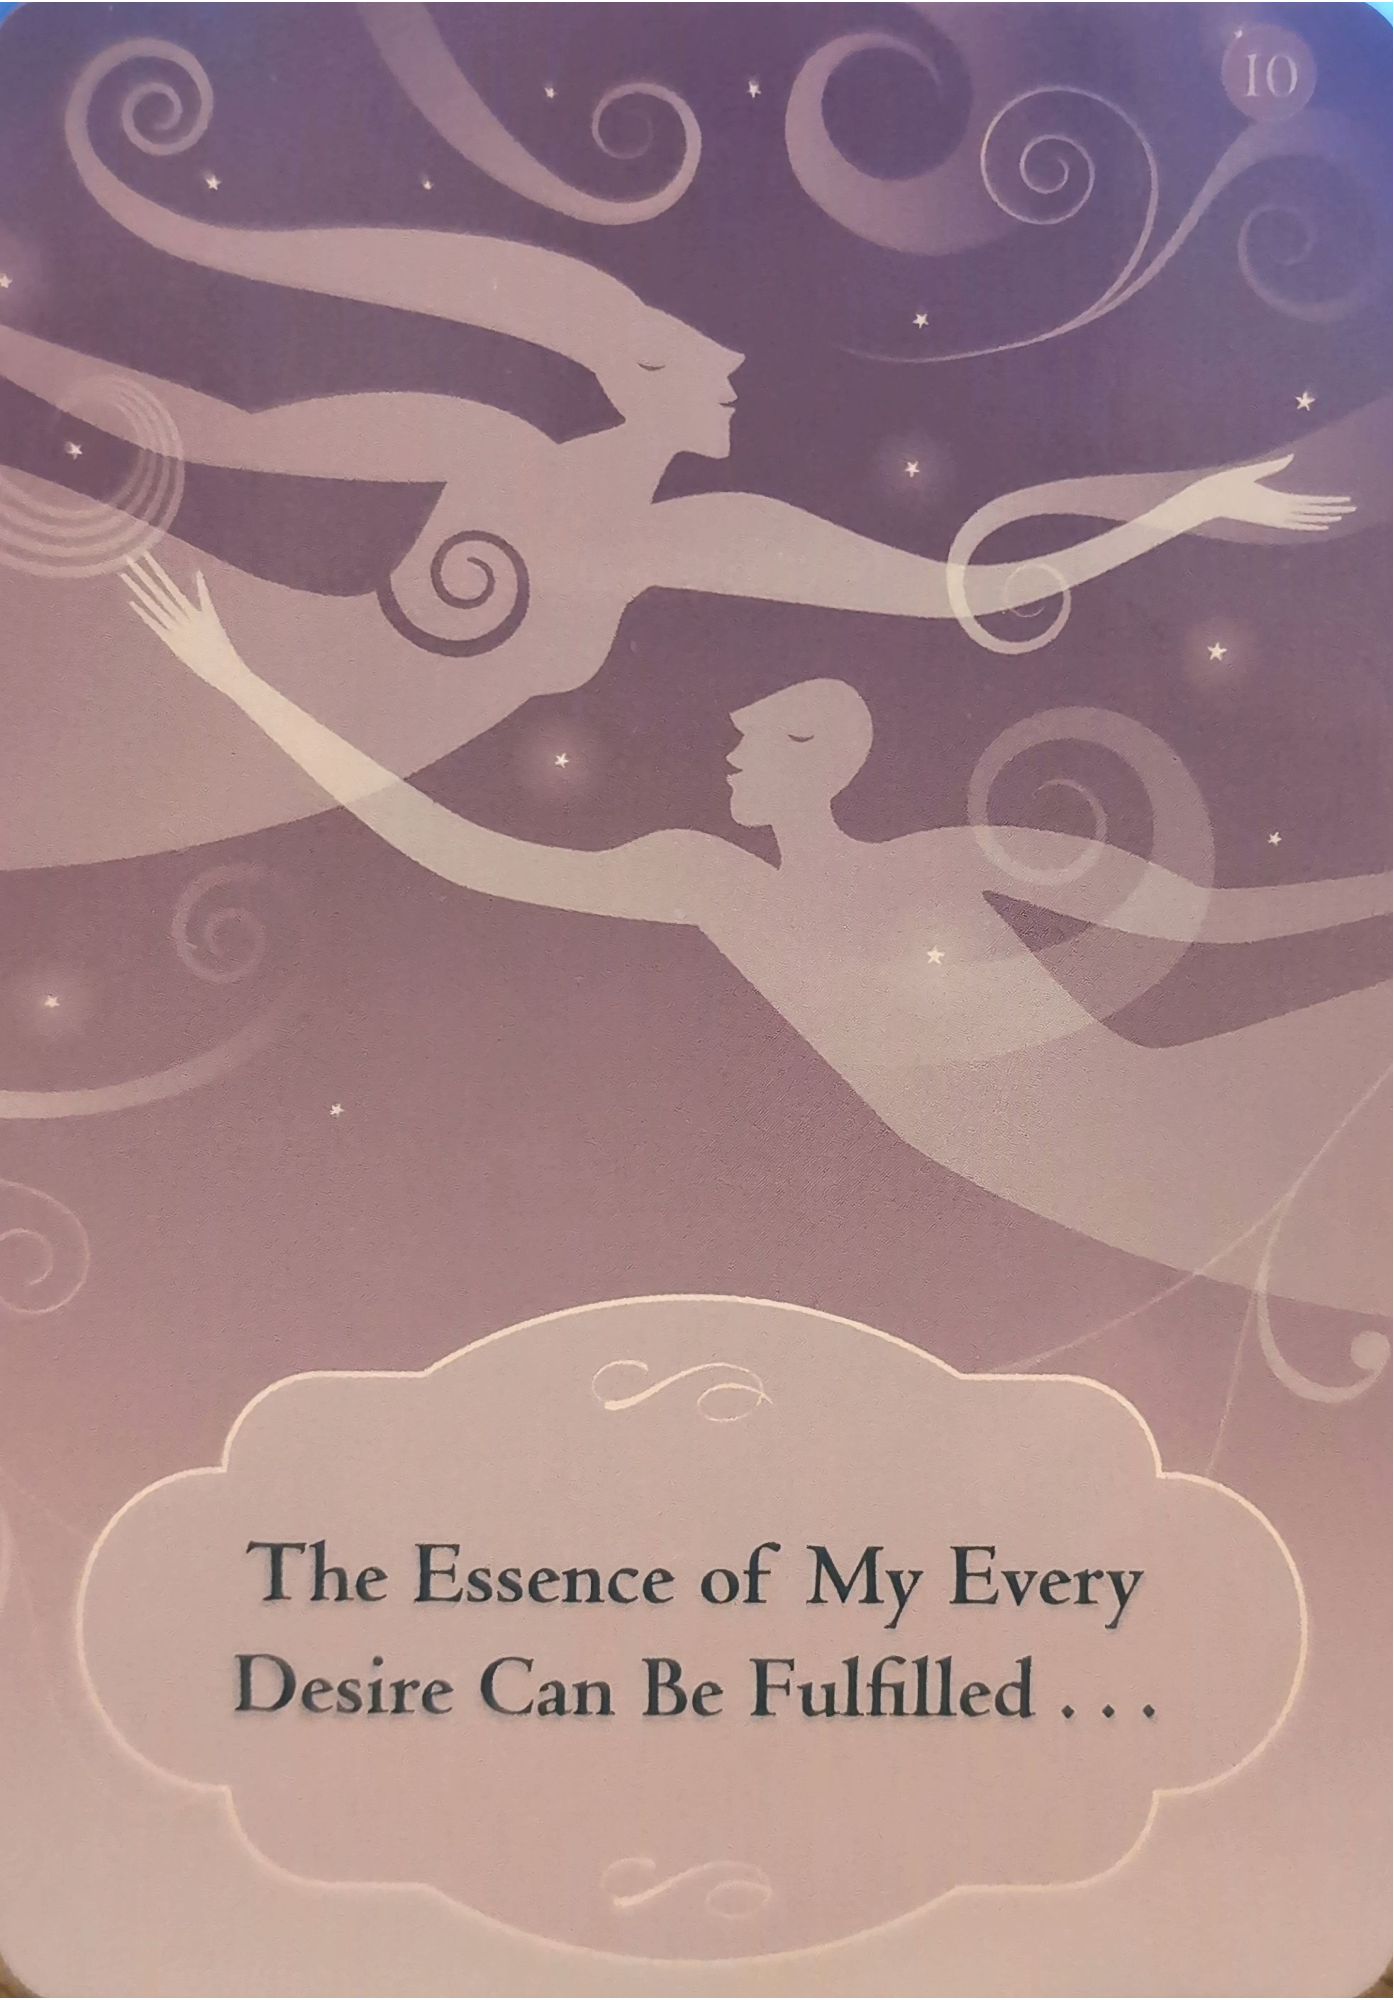 10
The Essence of My Every
Desire Can Be Fulfilled . . .